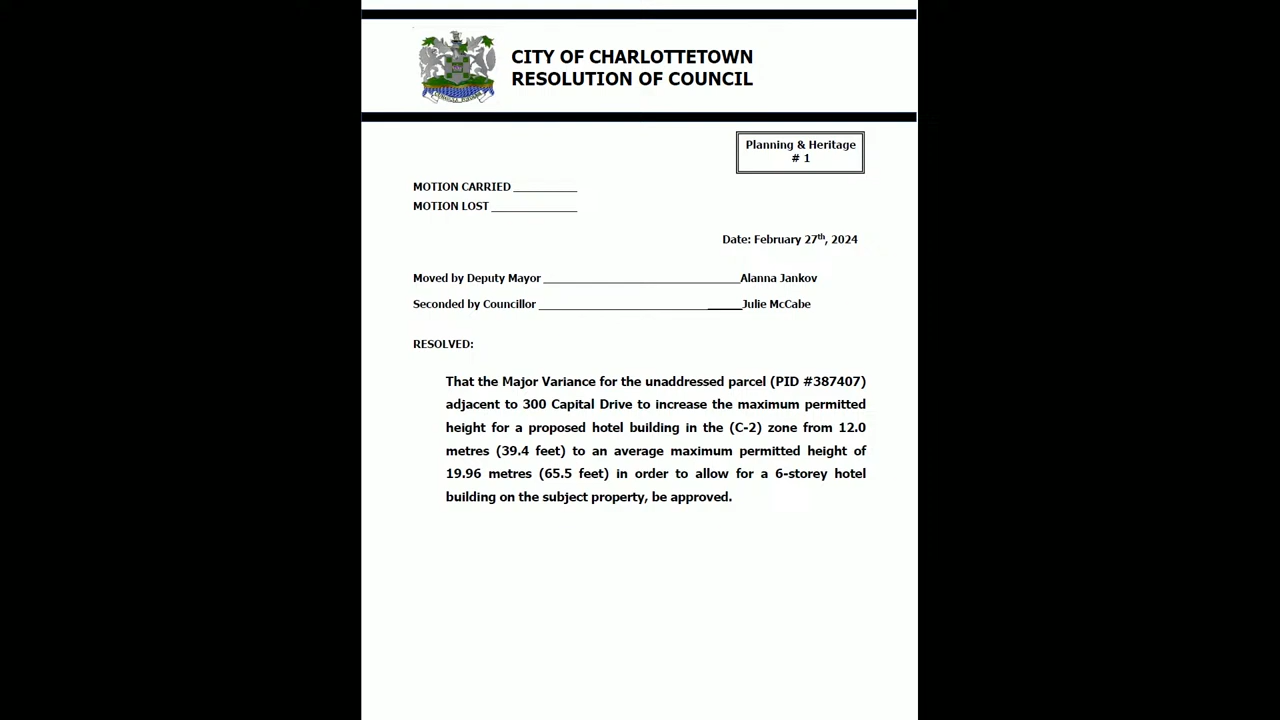 CITY OF CHARLOTTETOWN
RESOLUTION OF COUNCIL
Planning & Heritage
# 1
MOTION CARRIED ___________
MOTION LOST _______________
Date: February 27th, 2024
Moved by Deputy Mayor __________________________________Alanna Jankov
Seconded by Councillor ___________________________________Julie McCabe
RESOLVED:
That the Major Variance for the unaddressed parcel (PID #387407)
adjacent to 300 Capital Drive to increase the maximum permitted
height for a proposed hotel building in the (C-2) zone from 12.0
metres (39.4 feet) to an average maximum permitted height of
19.96 metres (65.5 feet) in order to allow for a 6-storey hotel
building on the subject property, be approved.